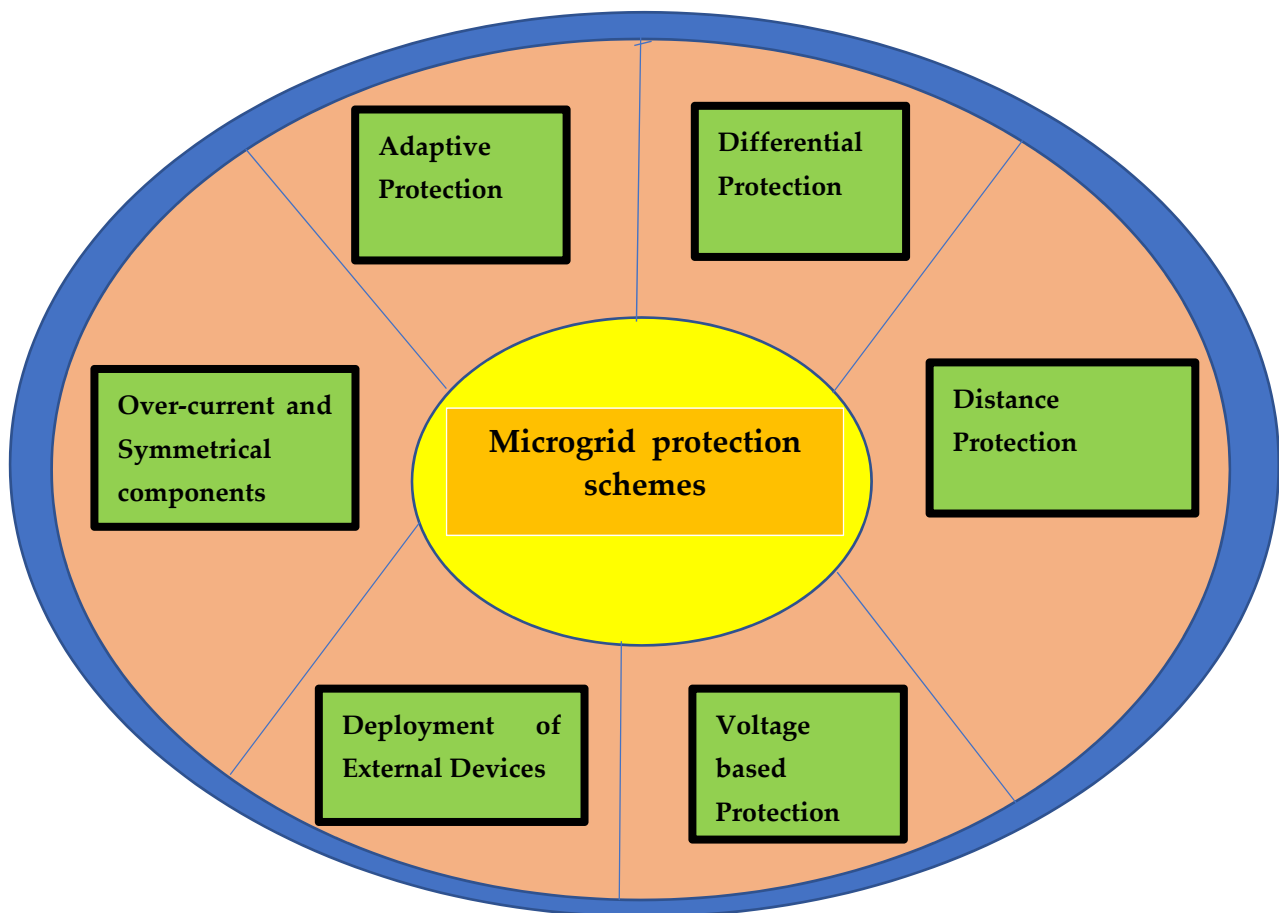 Adaptive
Protection
Differential
Protection
Over-current and
Symmetrical
components
Microgrid protection
schemes
Distance
Protection
Deployment of
External Devices
Voltage
based
Protection